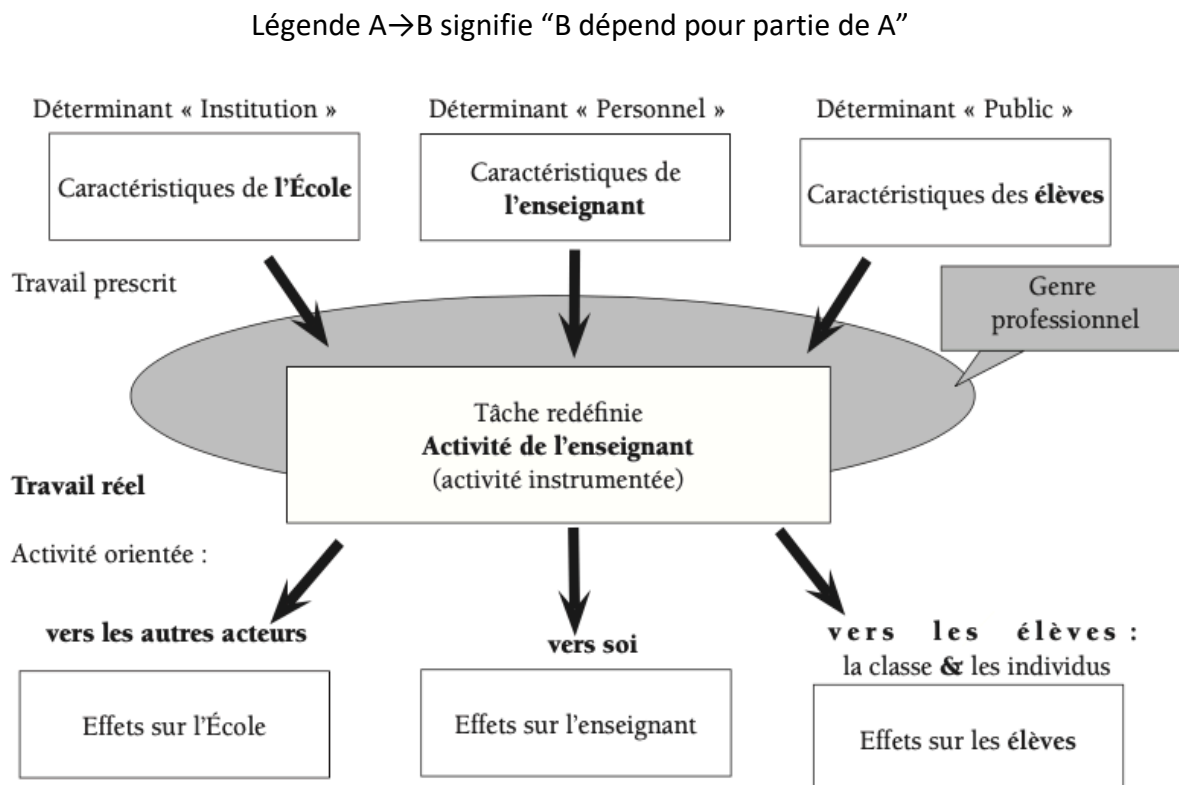 Légende A→B signifie “B dépend pour partie de A”
Déterminant « Institution »
Déterminant « Personnel »
Déterminant « Public »
Caractéristiques de l’École
Caractéristiques de
l’enseignant
Caractéristiques des élèves
Travail prescrit
Genre
professionnel
Tâche redéfinie
Activité de l’enseignant
(activité instrumentée)
Travail réel
Activité orientée :
vers les autres acteurs
vers soi
vers les élèves :
la classe & les individus
Effets sur l’École
Effets sur l’enseignant
Effets sur les élèves